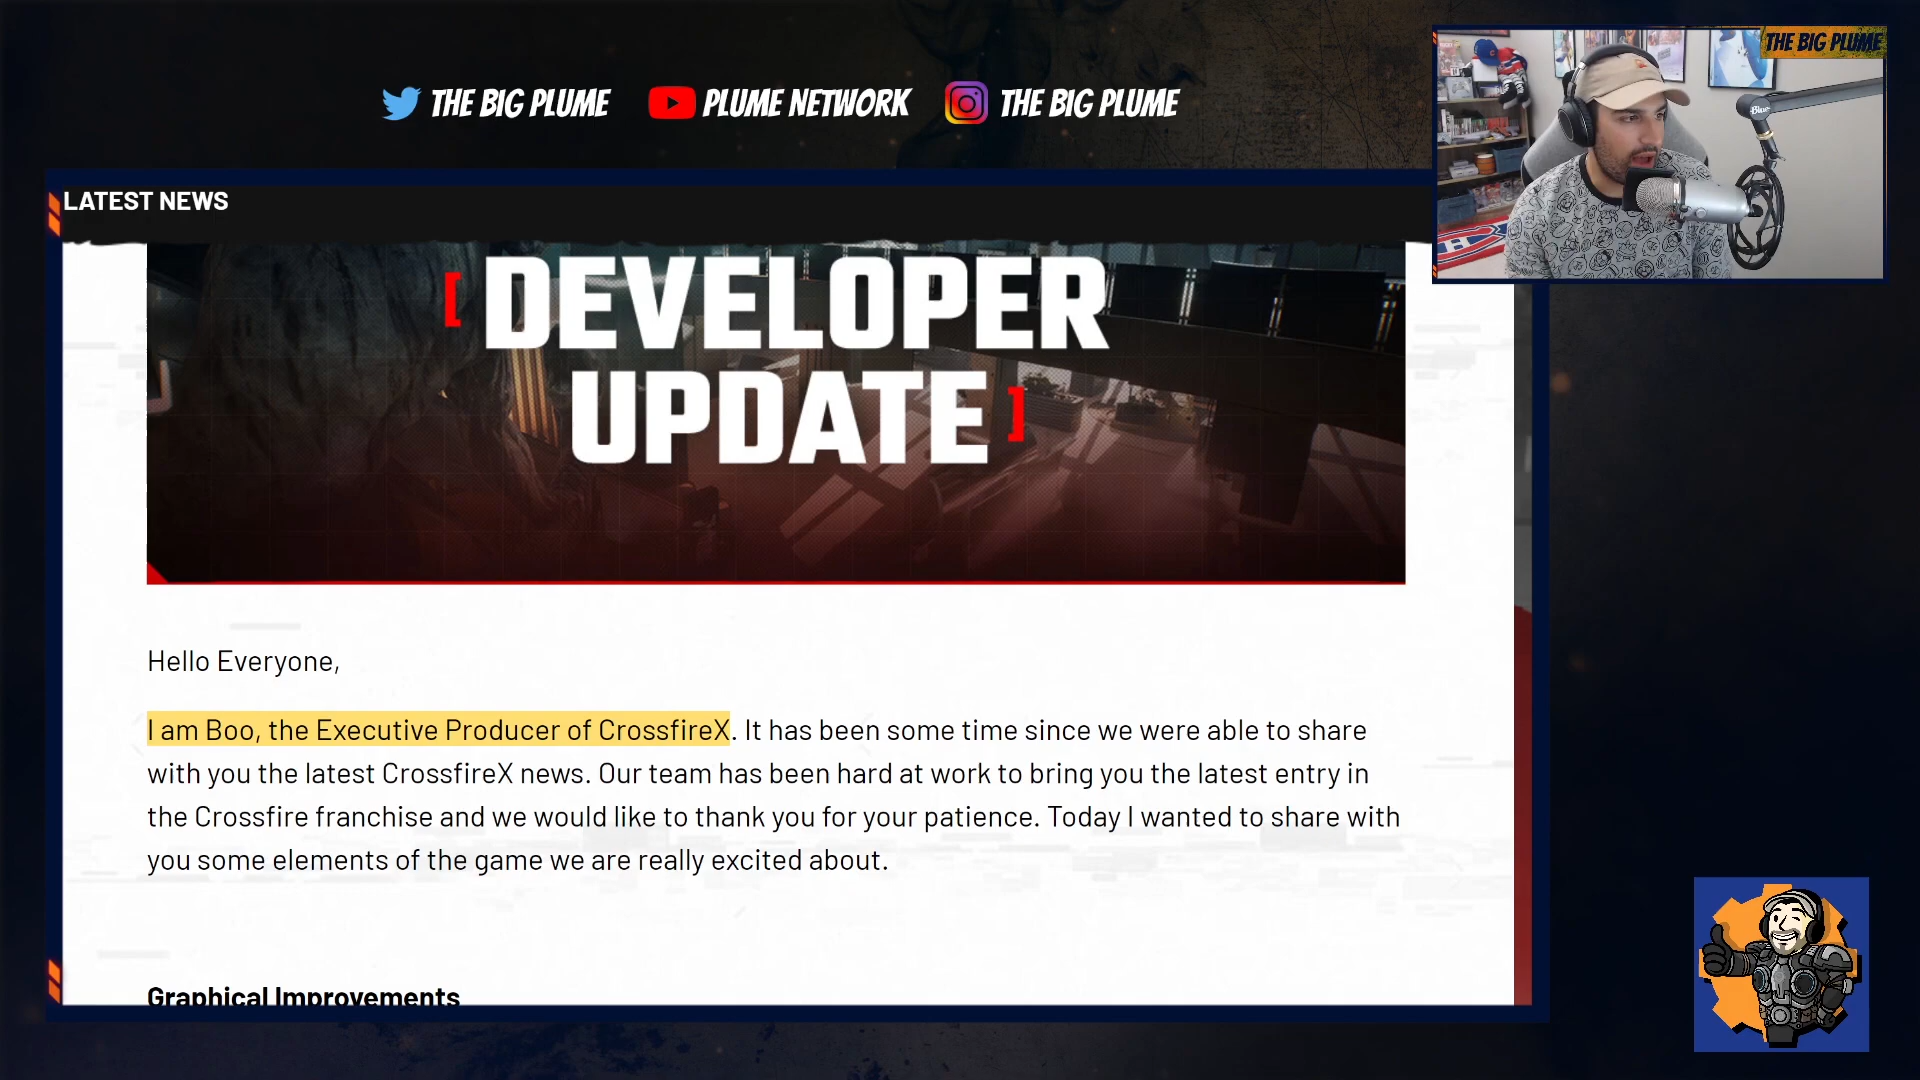 THE BIG PLUME
THE BIG PLUME PLUME NETWORK THE BIG PLUME
Blue
LATEST NEWS
[ DEVELOPER
UPDATE ]
Hello Everyone,
I am Boo, the Executive Producer of CrossfireX. It has been some time since we were able to share
with you the latest CrossfireX news. Our team has been hard at work to bring you the latest entry in
the Crossfire franchise and we would like to thank you for your patience. Today I wanted to share with
you some elements of the game we are really excited about.
Graphical Improvements